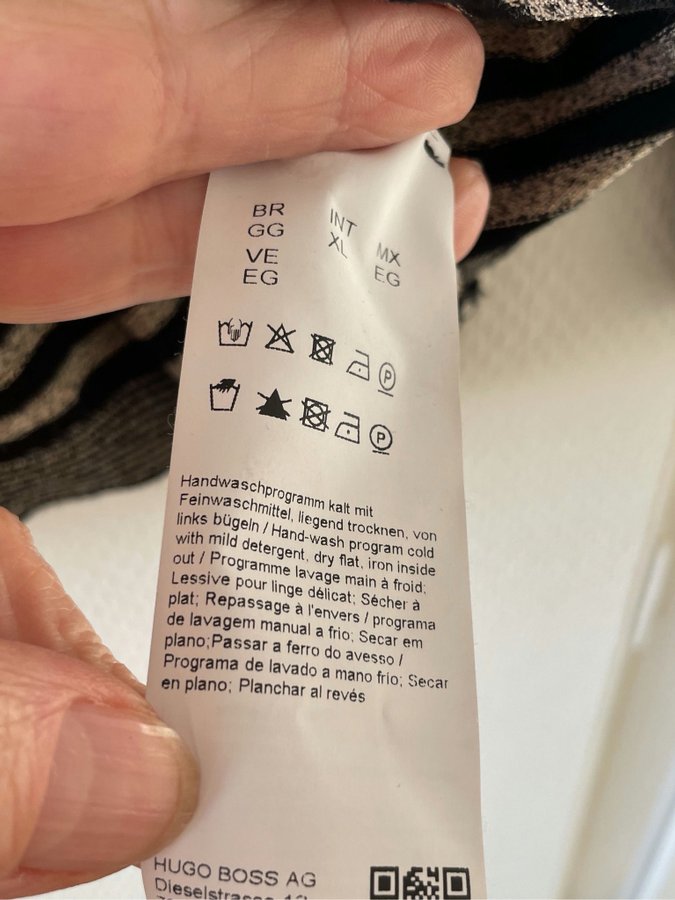 BR
GG
INT
XL
MX
EG
VE
EG
P
P
Handwaschprogramm kalt mit
Feinwaschmittel, liegend trocknen, von
links bügeln / Hand-wash program cold
with mild detergent, dry flat, iron inside
out / Programme lavage main à froid;
Lessive pour linge délicat; Sécher à
plat; Repassage à l'envers / programa
de lavagem manual a frio; Secar em
plano;Passar a ferro do avesso /
Programa de lavado a mano frío; Secar
en plano; Planchar al revés
HUGO BOSS AG